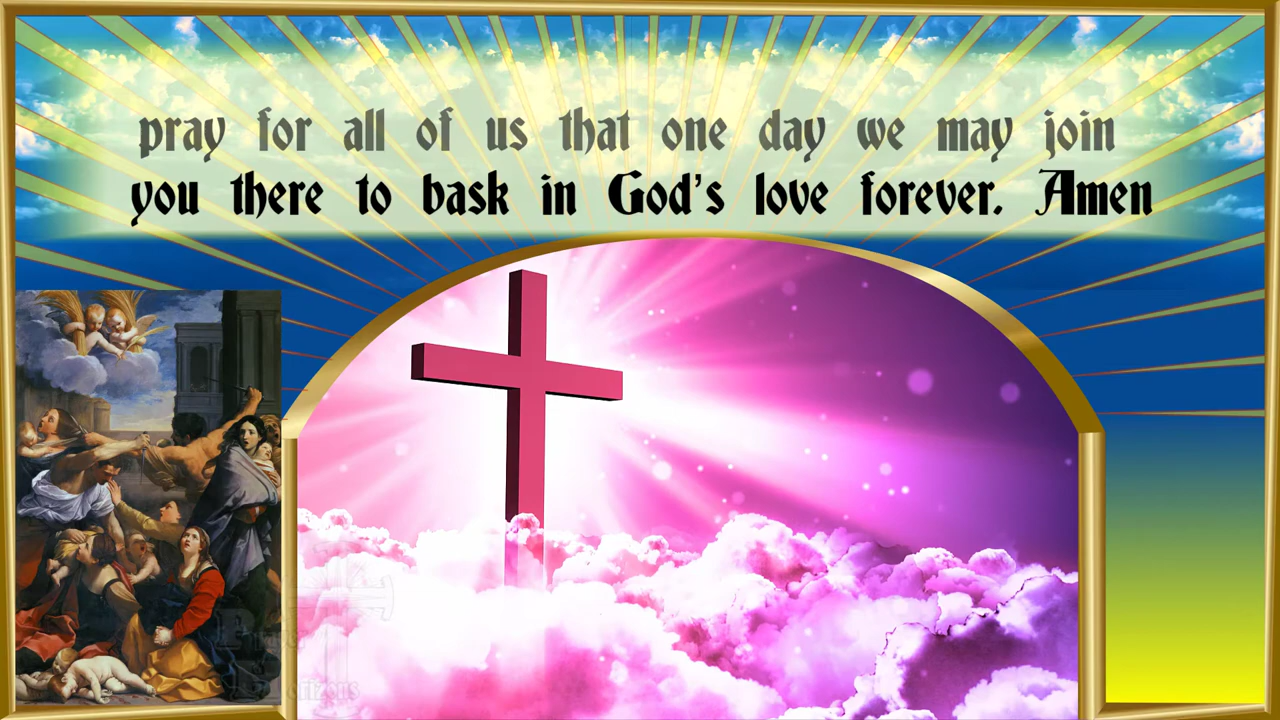 pray for all of us that one day we may join
you there to bask in God's love forever. Amen